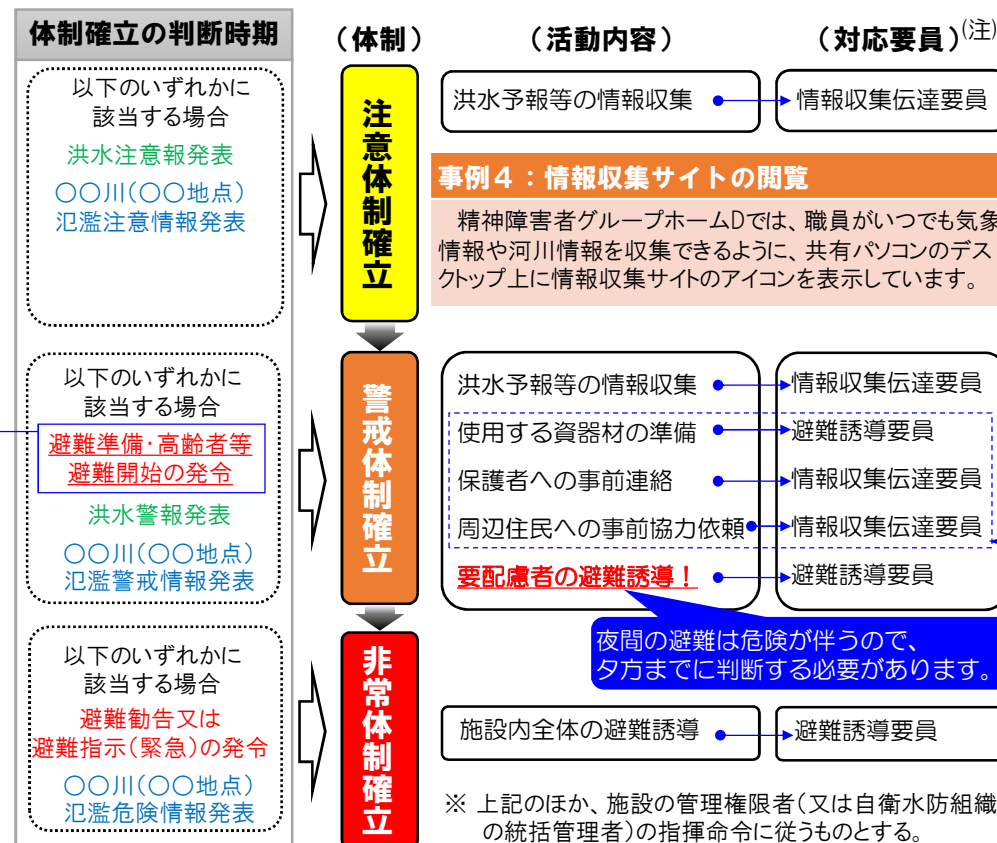 体制確立の判断時期
(体制)
(活動内容)
(対応要員)(注)
以下のいずれかに
該当する場合
洪水注意報発表
〇〇川(〇〇地点)
氾濫注意情報発表
注意体制確立
洪水予報等の情報収集
情報収集伝達要員
事例4:情報収集サイトの閲覧
精神障害者グループホームDでは、職員がいつでも気象
情報や河川情報を収集できるように、共有パソコンのデス
クトップ上に情報収集サイトのアイコンを表示しています。
以下のいずれかに
該当する場合
避難準備・高齢者等
避難開始の発令
洪水警報発表
〇〇川(〇〇地点)
氾濫警戒情報発表
警戒体制確立
洪水予報等の情報収集
情報収集伝達要員
使用する資器材の準備
避難誘導要員
保護者への事前連絡
情報収集伝達要員
周辺住民への事前協力依頼
情報収集伝達要員
要配慮者の避難誘導!
避難誘導要員
夜間の避難は危険が伴うので、
夕方までに判断する必要があります。
以下のいずれかに
該当する場合
避難勧告又は
避難指示(緊急)の発令
〇〇川(〇〇地点)
氾濫危険情報発表
非常体制確立
施設内全体の避難誘導
避難誘導要員
※ 上記のほか、施設の管理権限者(又は自衛水防組織
の統括管理者)の指揮命令に従うものとする。